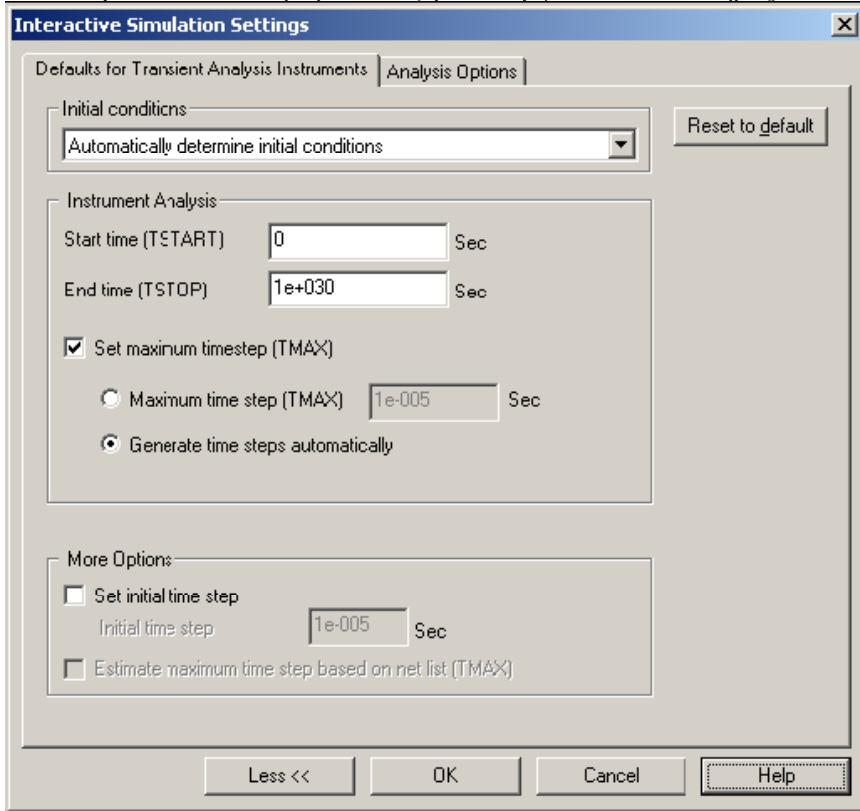 Interactive Simulation Settings
Defaults for Transient Analysis Instruments
Analysis Options
Initial conditions
Automatically determine initial conditions
Reset to default
Instrument Analysis
Start time (TSTART) 0 Sec
End time (TSTOP) 1e+030 Sec
Set maximum timestep (TMAX)
Maximum time step (TMAX) 1e-005 Sec
Generate time steps automatically
More Options
Set initial time step
Initial time step 1e-005 Sec
Estimate maximum time step based on net list (TMAX)
Less << OK Cancel Help